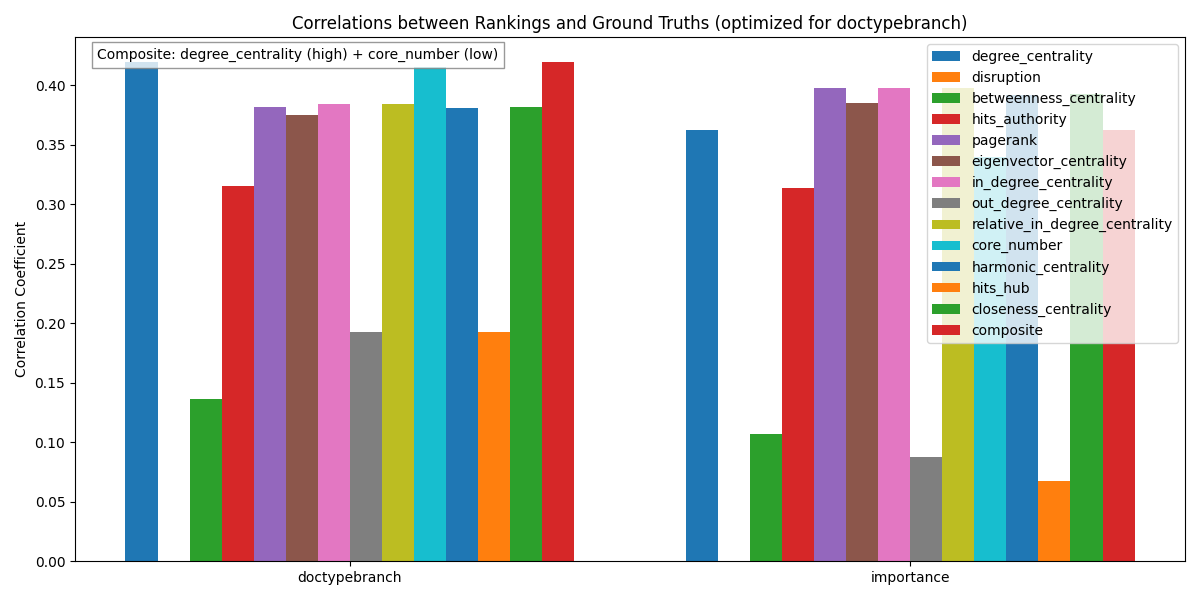 Correlations between Rankings and Ground Truths (optimized for doctypebranch)
Composite: degree_centrality (high) + core_number (low)
degree_centrality
disruption
betweenness_centrality
hits_authority
pagerank
eigenvector_centrality
in_degree_centrality
out_degree_centrality
relative_in_degree_centrality
core_number
harmonic_centrality
hits_hub
closeness_centrality
composite
Correlation Coefficient
0.40
0.35
0.30
0.25
0.20
0.15
0.10
0.05
0.00
doctypebranch
importance